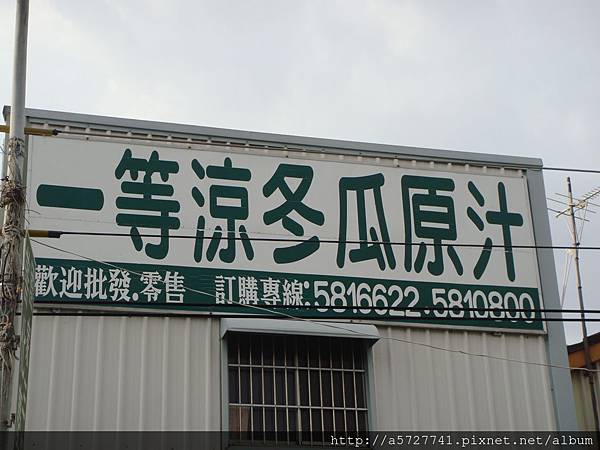 一等涼冬瓜原汁
歡迎批發.零售 訂購專線:5816622.5810800
http://a5727741.pixnet.net/album